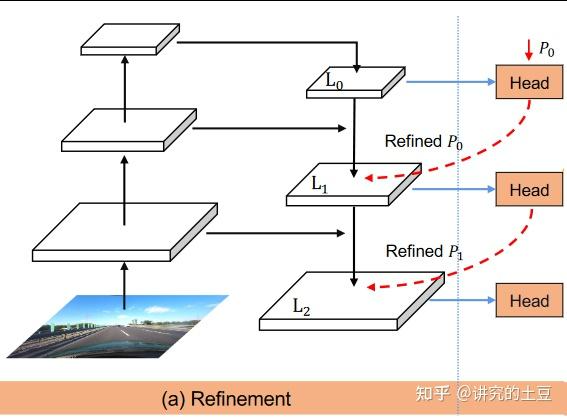 P₀
L₀
Head
Refined P₀
L₁
Head
Refined P₁
L₂
Head
(a) Refinement
知乎 @讲究的土豆